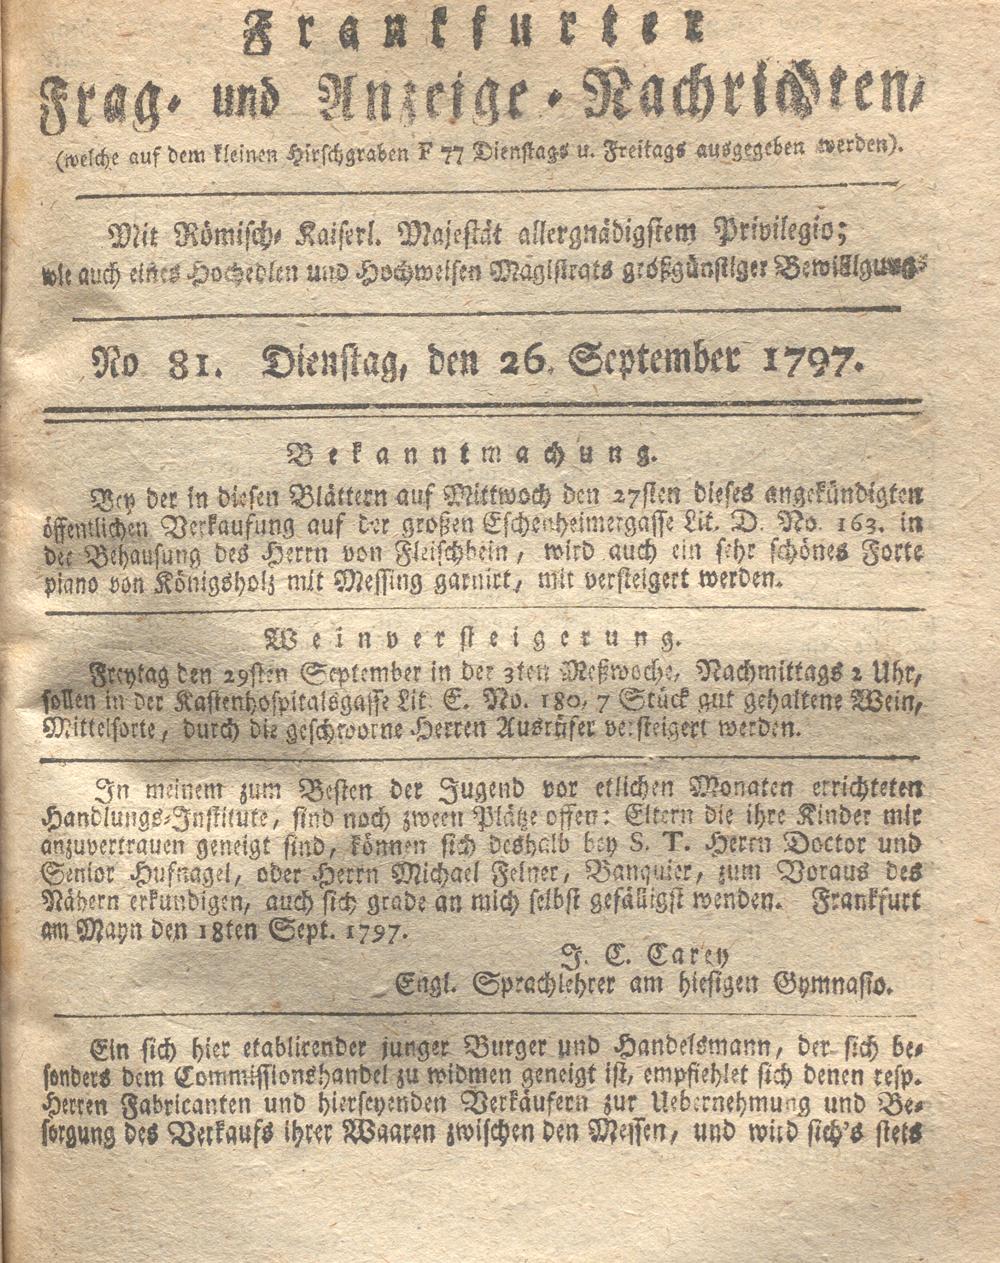 Frankfurter
Frag- und Anzeige-Nachrichten,
(welche auf dem kleinen Hirschgraben F 77 Dienstags u. Freitags ausgegeben werden).
Mit Römisch- Kaiserl. Majestät allergnädigstem Privilegio;
wie auch eines Hochedlen und Hochweisen Magistrats großgünstiger Bewilligung.
No 81. Dienstag, den 26. September 1797.
Bekanntmachung.
Bey der in diesen Blättern auf Mittwoch den 27sten dieses angekündigten
öffentlichen Verkaufung auf der großen Eschenheimergasse Lit. D. No. 163. in
der Behausung des Herrn von Fleischbein, wird auch ein sehr schönes Forte
piano von Königsholz mit Messing garnirt, mit versteigert werden.
Weinversteigerung.
Freytag den 29sten September in der 3ten Meßwoche, Nachmittags 2 Uhr,
sollen in der Kastenhospitalsgasse Lit. E. No. 180, 7 Stück gut gehaltene Wein,
Mittelsorte, durch die geschworne Herren Ausrüfer versteigert werden.
In meinem zum Besten der Jugend vor etlichen Monaten errichteten
Handlungs-Institute, sind noch zween Plätze offen: Eltern die ihre Kinder mir
anzuvertrauen geneigt sind, können sich deshalb bey S. T. Herrn Doctor und
Senior Hufnagel, oder Herrn Michael Felner, Banquier, zum Voraus des
Nähern erkundigen, auch sich grade an mich selbst gefälligst wenden. Frankfurt
am Mayn den 18ten Sept. 1797.
J. C. Carey
Engl. Sprachlehrer am hiesigen Gymnasio.
Ein sich hier etablirender junger Burger und Handelsmann, der sich be-
sonders dem Commissionshandel zu widmen geneigt ist, empfiehlet sich denen resp.
Herren Fabricanten und hierseyenden Verkäufern zur Uebernehmung und Be-
sorgung des Verkaufs ihrer Waaren zwischen den Messen, und wird sich's stets